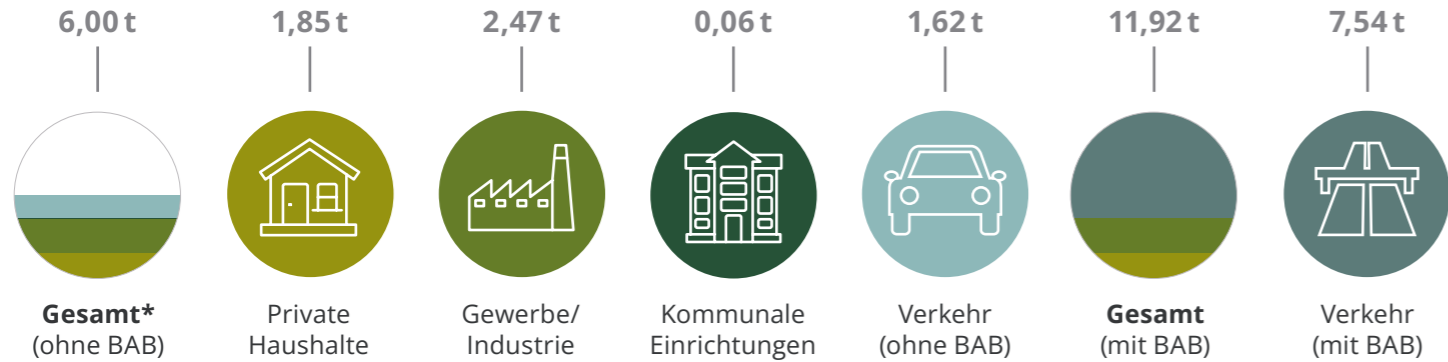 6,00 t 1,85 t 2,47 t 0,06 t 1,62 t 11,92 t 7,54 t
Gesamt* Private Gewerbe/ Kommunale Verkehr Gesamt Verkehr
(ohne BAB) Haushalte Industrie Einrichtungen (ohne BAB) (mit BAB) (mit BAB)